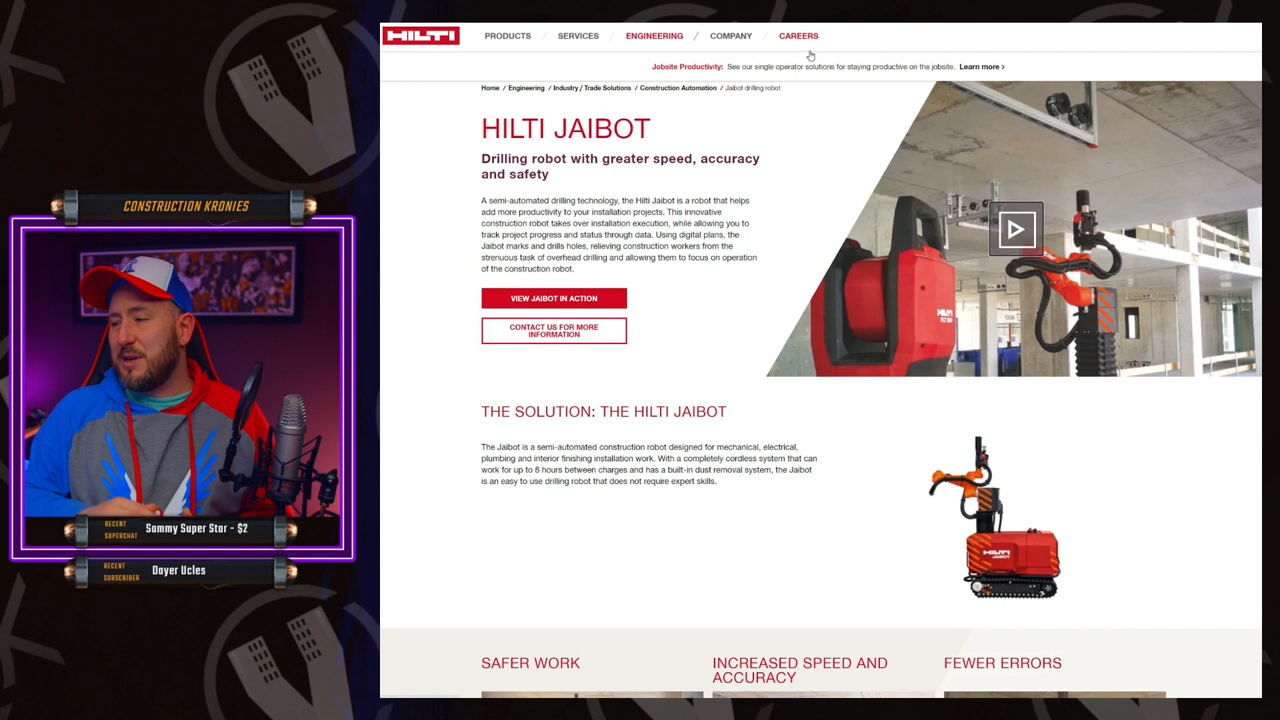 HILTI
PRODUCTS / SERVICES / ENGINEERING / COMPANY / CAREERS
Jobsite Productivity: See our single operator solutions for staying productive on the jobsite. Learn more >
Home / Engineering / Industry / Trade Solutions / Construction Automation / Jaibot drilling robot
HILTI JAIBOT
Drilling robot with greater speed, accuracy
and safety
A semi-automated drilling technology, the Hilti Jaibot is a robot that helps
add more productivity to your installation projects. This innovative
construction robot takes over installation execution, while allowing you to
track project progress and status through data. Using digital plans, the
Jaibot marks and drills holes, relieving construction workers from the
strenuous task of overhead drilling and allowing them to focus on operation
of the construction robot.
VIEW JAIBOT IN ACTION
CONTACT US FOR MORE
INFORMATION
HILTI
THE SOLUTION: THE HILTI JAIBOT
The Jaibot is a semi-automated construction robot designed for mechanical, electrical,
plumbing and interior finishing installation work. With a completely cordless system that can
work for up to 8 hours between charges and has a built-in dust removal system, the Jaibot
is an easy to use drilling robot that does not require expert skills.
HILTI
JAIBOT
SAFER WORK
INCREASED SPEED AND
ACCURACY
FEWER ERRORS
CONSTRUCTION KRONIES
RECENT
SUPERCHAT
Sammy Super Star - $2
RECENT
SUBSCRIBER
Dayer Ucles